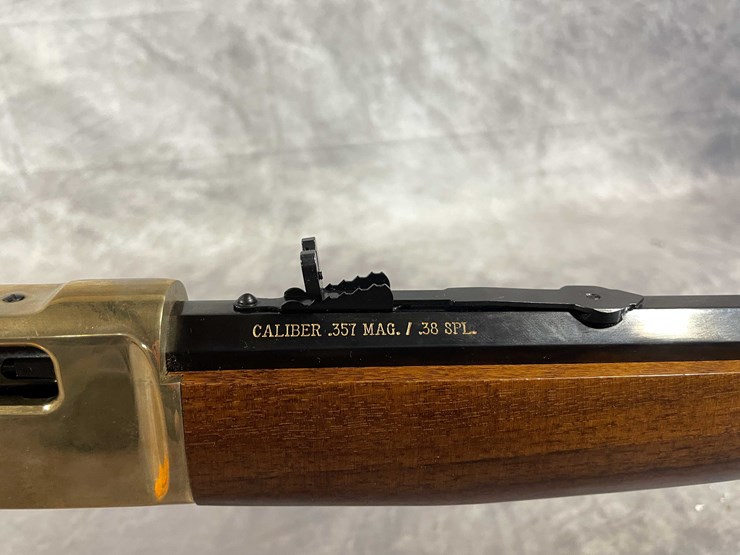 CALIBER .357 MAG. / .38 SPL.